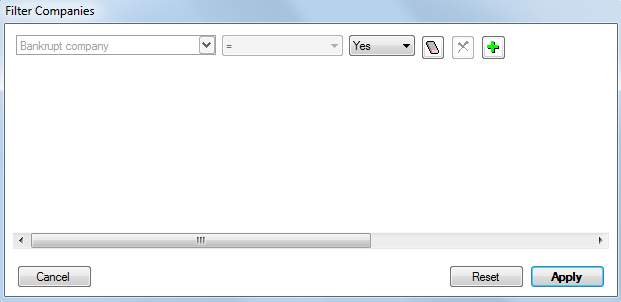 Filter Companies
Bankrupt company = Yes
Cancel Reset Apply